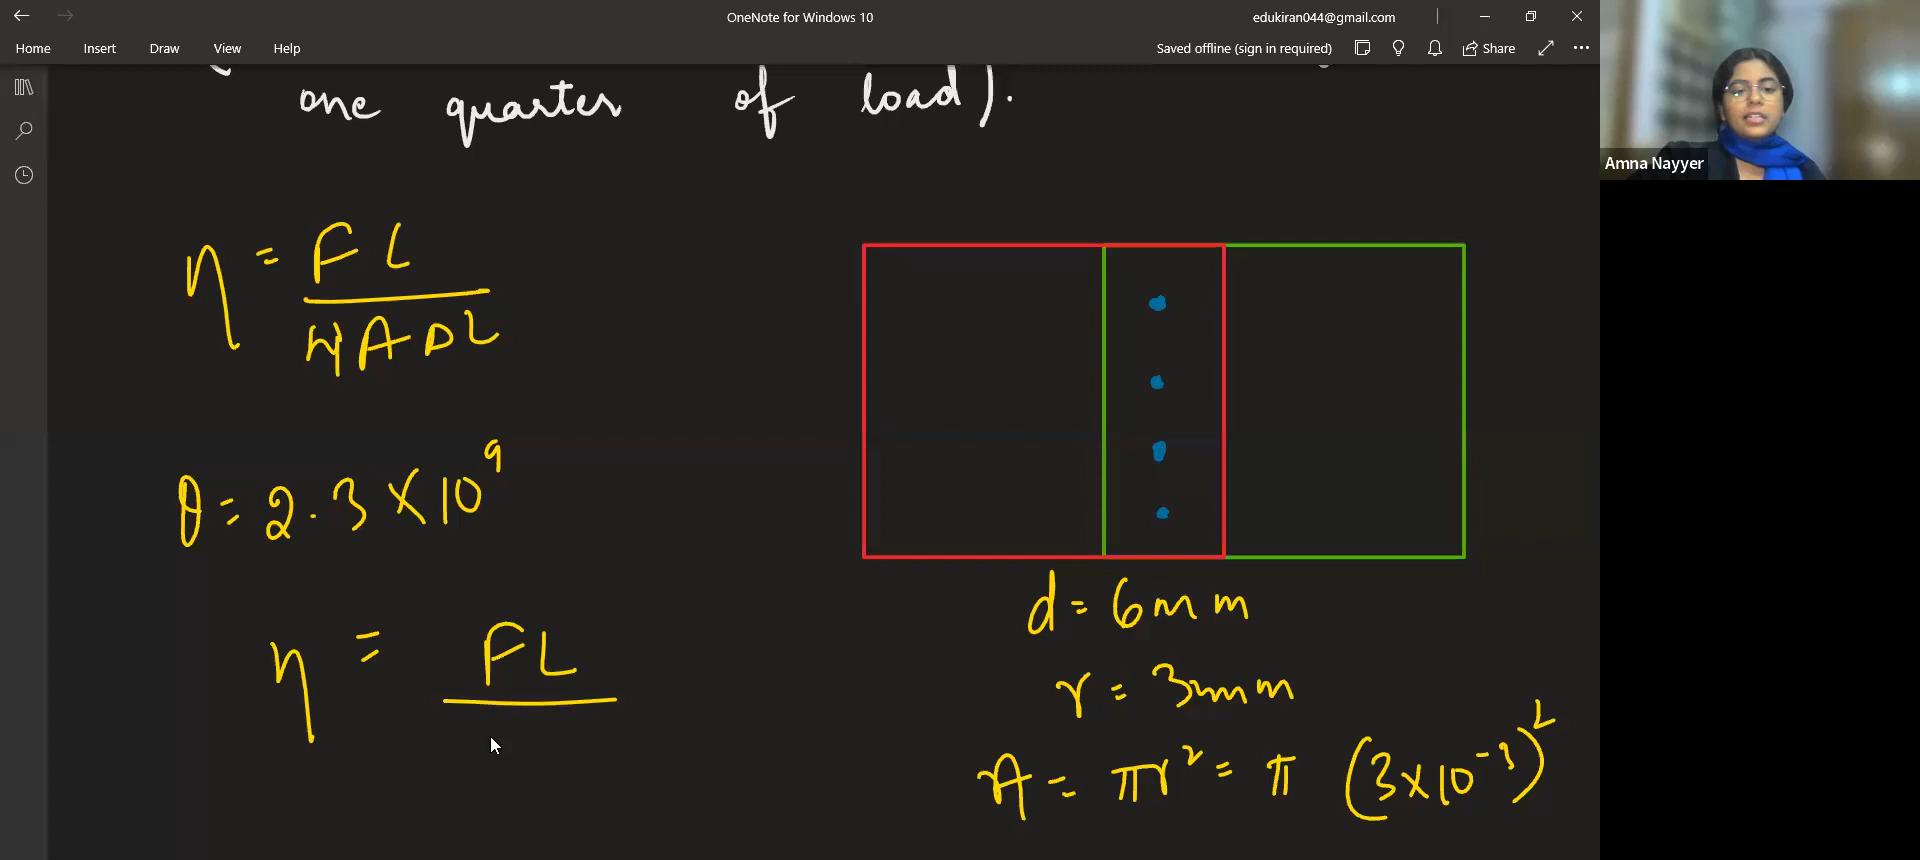 OneNote for Windows 10
edukiran044@gmail.com
Home Insert Draw View Help
Saved offline (sign in required) Share
one quarter of load).
Amna Nayyer
η = FL
4ADL
θ = 2.3 × 10⁹
η = FL
d = 6mm
r = 3mm
A = πr² = π (3×10⁻³)²